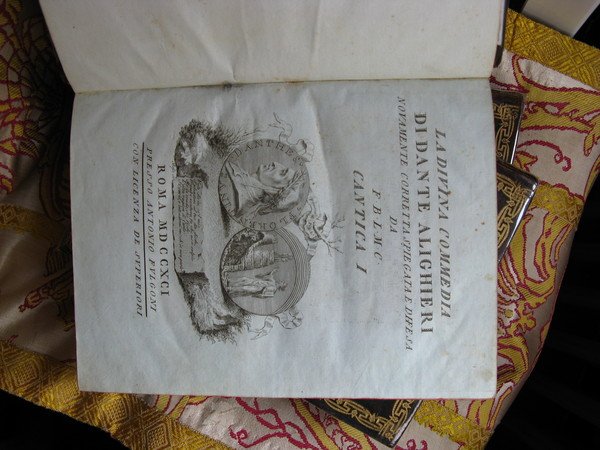 LA DIVINA COMMEDIA
DI DANTE ALIGHIERI
NOVAMENTE CORRETTA SPIEGATA E DIFESA
DA
F. B. L. M. C.
CANTICA I
DANTHES
ROMA MDCCXCI
PRESSO ANTONIO FULGONI
CON LICENZA DE SUPERIORI